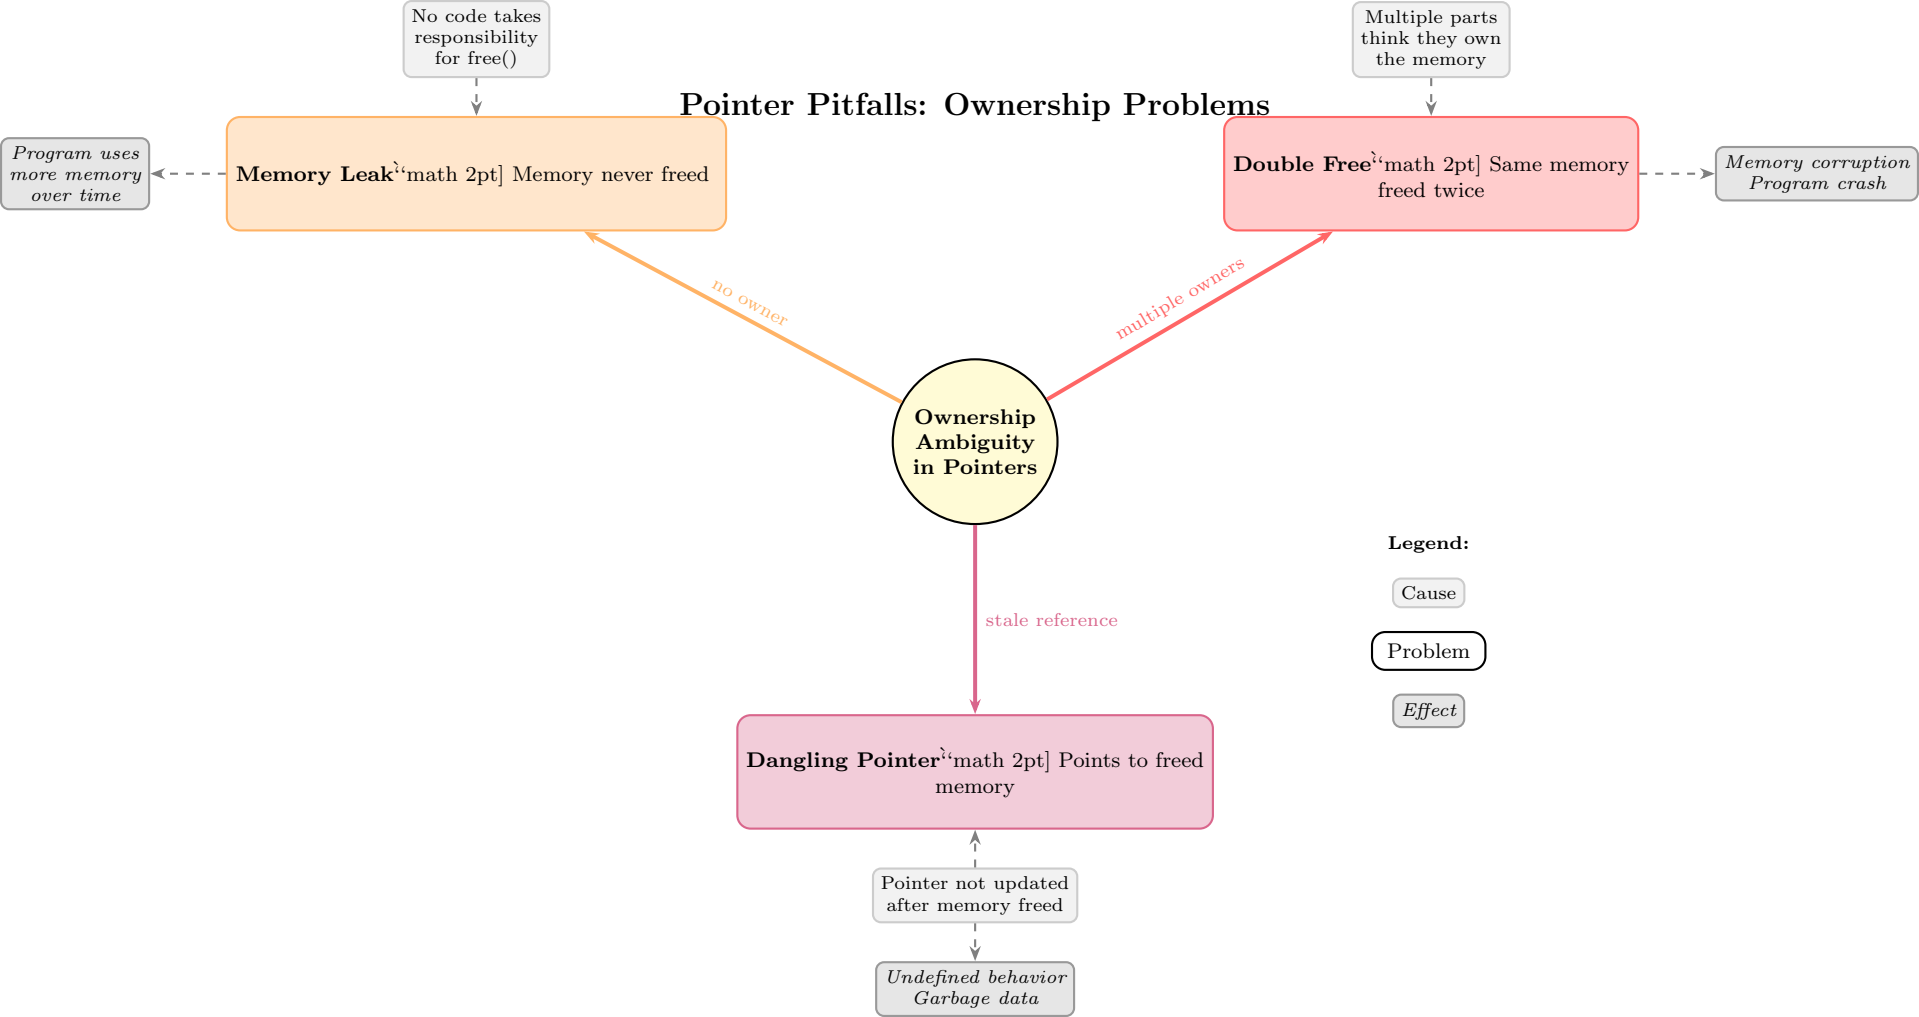 No code takes
responsibility
for free()
Multiple parts
think they own
the memory
Pointer Pitfalls: Ownership Problems
Program uses
more memory
over time
Memory Leak`‘‘math 2pt] Memory never freed
Double Free`‘‘math 2pt] Same memory
freed twice
Memory corruption
Program crash
no owner
multiple owners
Ownership
Ambiguity
in Pointers
stale reference
Legend:
Cause
Problem
Effect
Dangling Pointer`‘‘math 2pt] Points to freed
memory
Pointer not updated
after memory freed
Undefined behavior
Garbage data